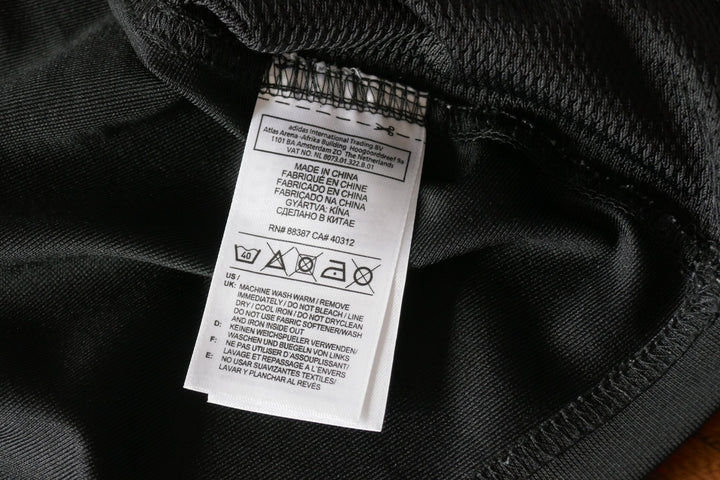 adidas International Trading BV
Atlas Arena -Afrika Building Hoogoorddreef 9a
1101 BA Amsterdam ZO The Netherlands
VAT NO. NL 8073.01.322.B.01
MADE IN CHINA
FABRIQUÉ EN CHINE
FABRICADO EN CHINA
FABRICADO NA CHINA
GYÁRTVA: KÍNA
СДЕЛАНО В КИТАЕ
RN# 88387 CA# 40312
40
US /
UK: MACHINE WASH WARM / REMOVE
IMMEDIATELY / DO NOT BLEACH / LINE
DRY / COOL IRON / DO NOT DRYCLEAN
DO NOT USE FABRIC SOFTENER/WASH
AND IRON INSIDE OUT
D: KEINEN WEICHSPUELER VERWENDEN/
WASCHEN UND BUEGELN VON LINKS
F: NE PAS UTILISER D'ASSOUPLISSANT/
LAVAGE ET REPASSAGE A L'ENVERS
E: NO USAR SUAVIZANTES TEXTILES/
LAVAR Y PLANCHAR AL REVÉS